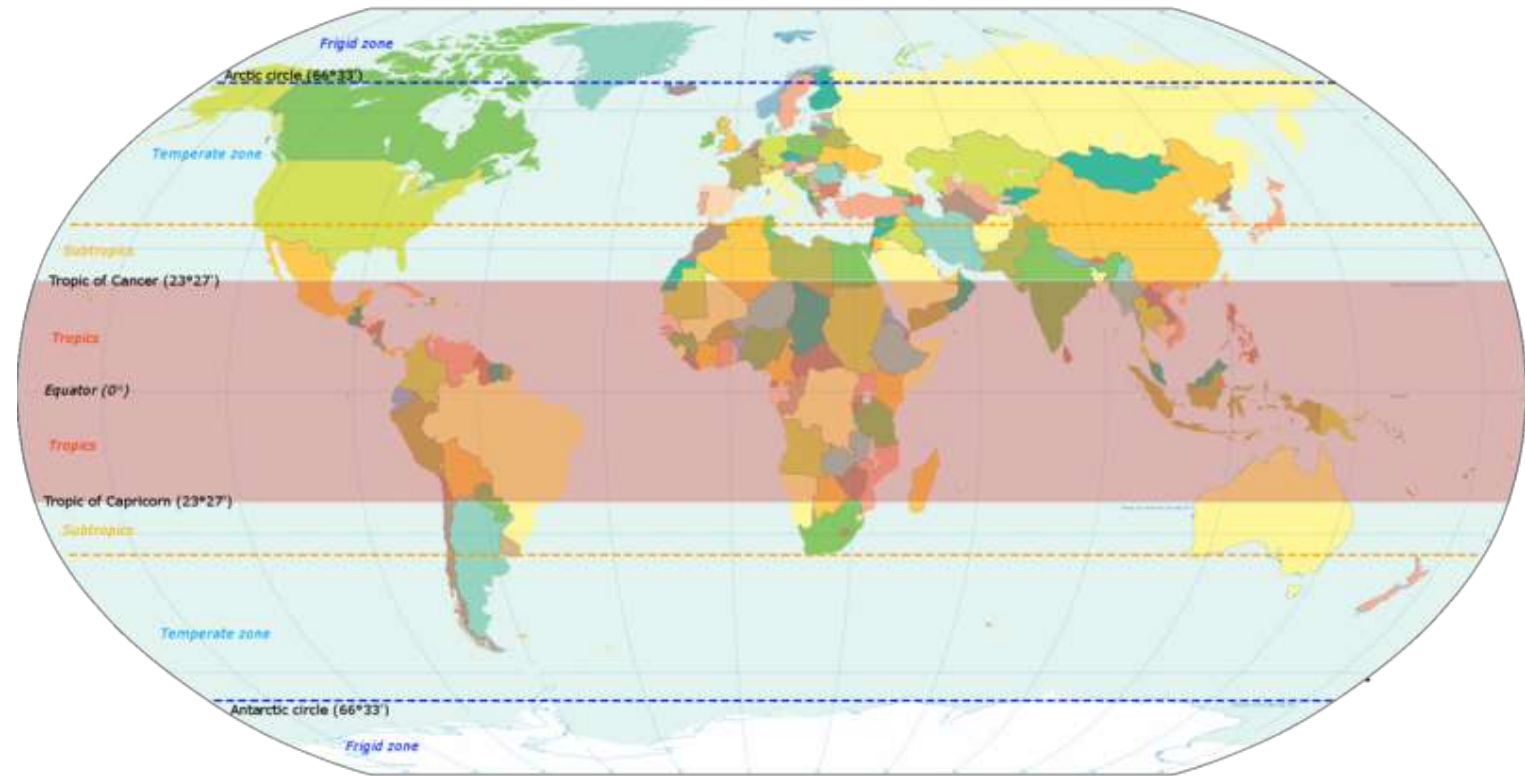 Frigid zone
Arctic circle (66°33')
Temperate zone
Subtropics
Tropic of Cancer (23°27')
Tropics
Equator (0°)
Tropics
Tropic of Capricorn (23°27')
Subtropics
Temperate zone
Antarctic circle (66°33')
Frigid zone